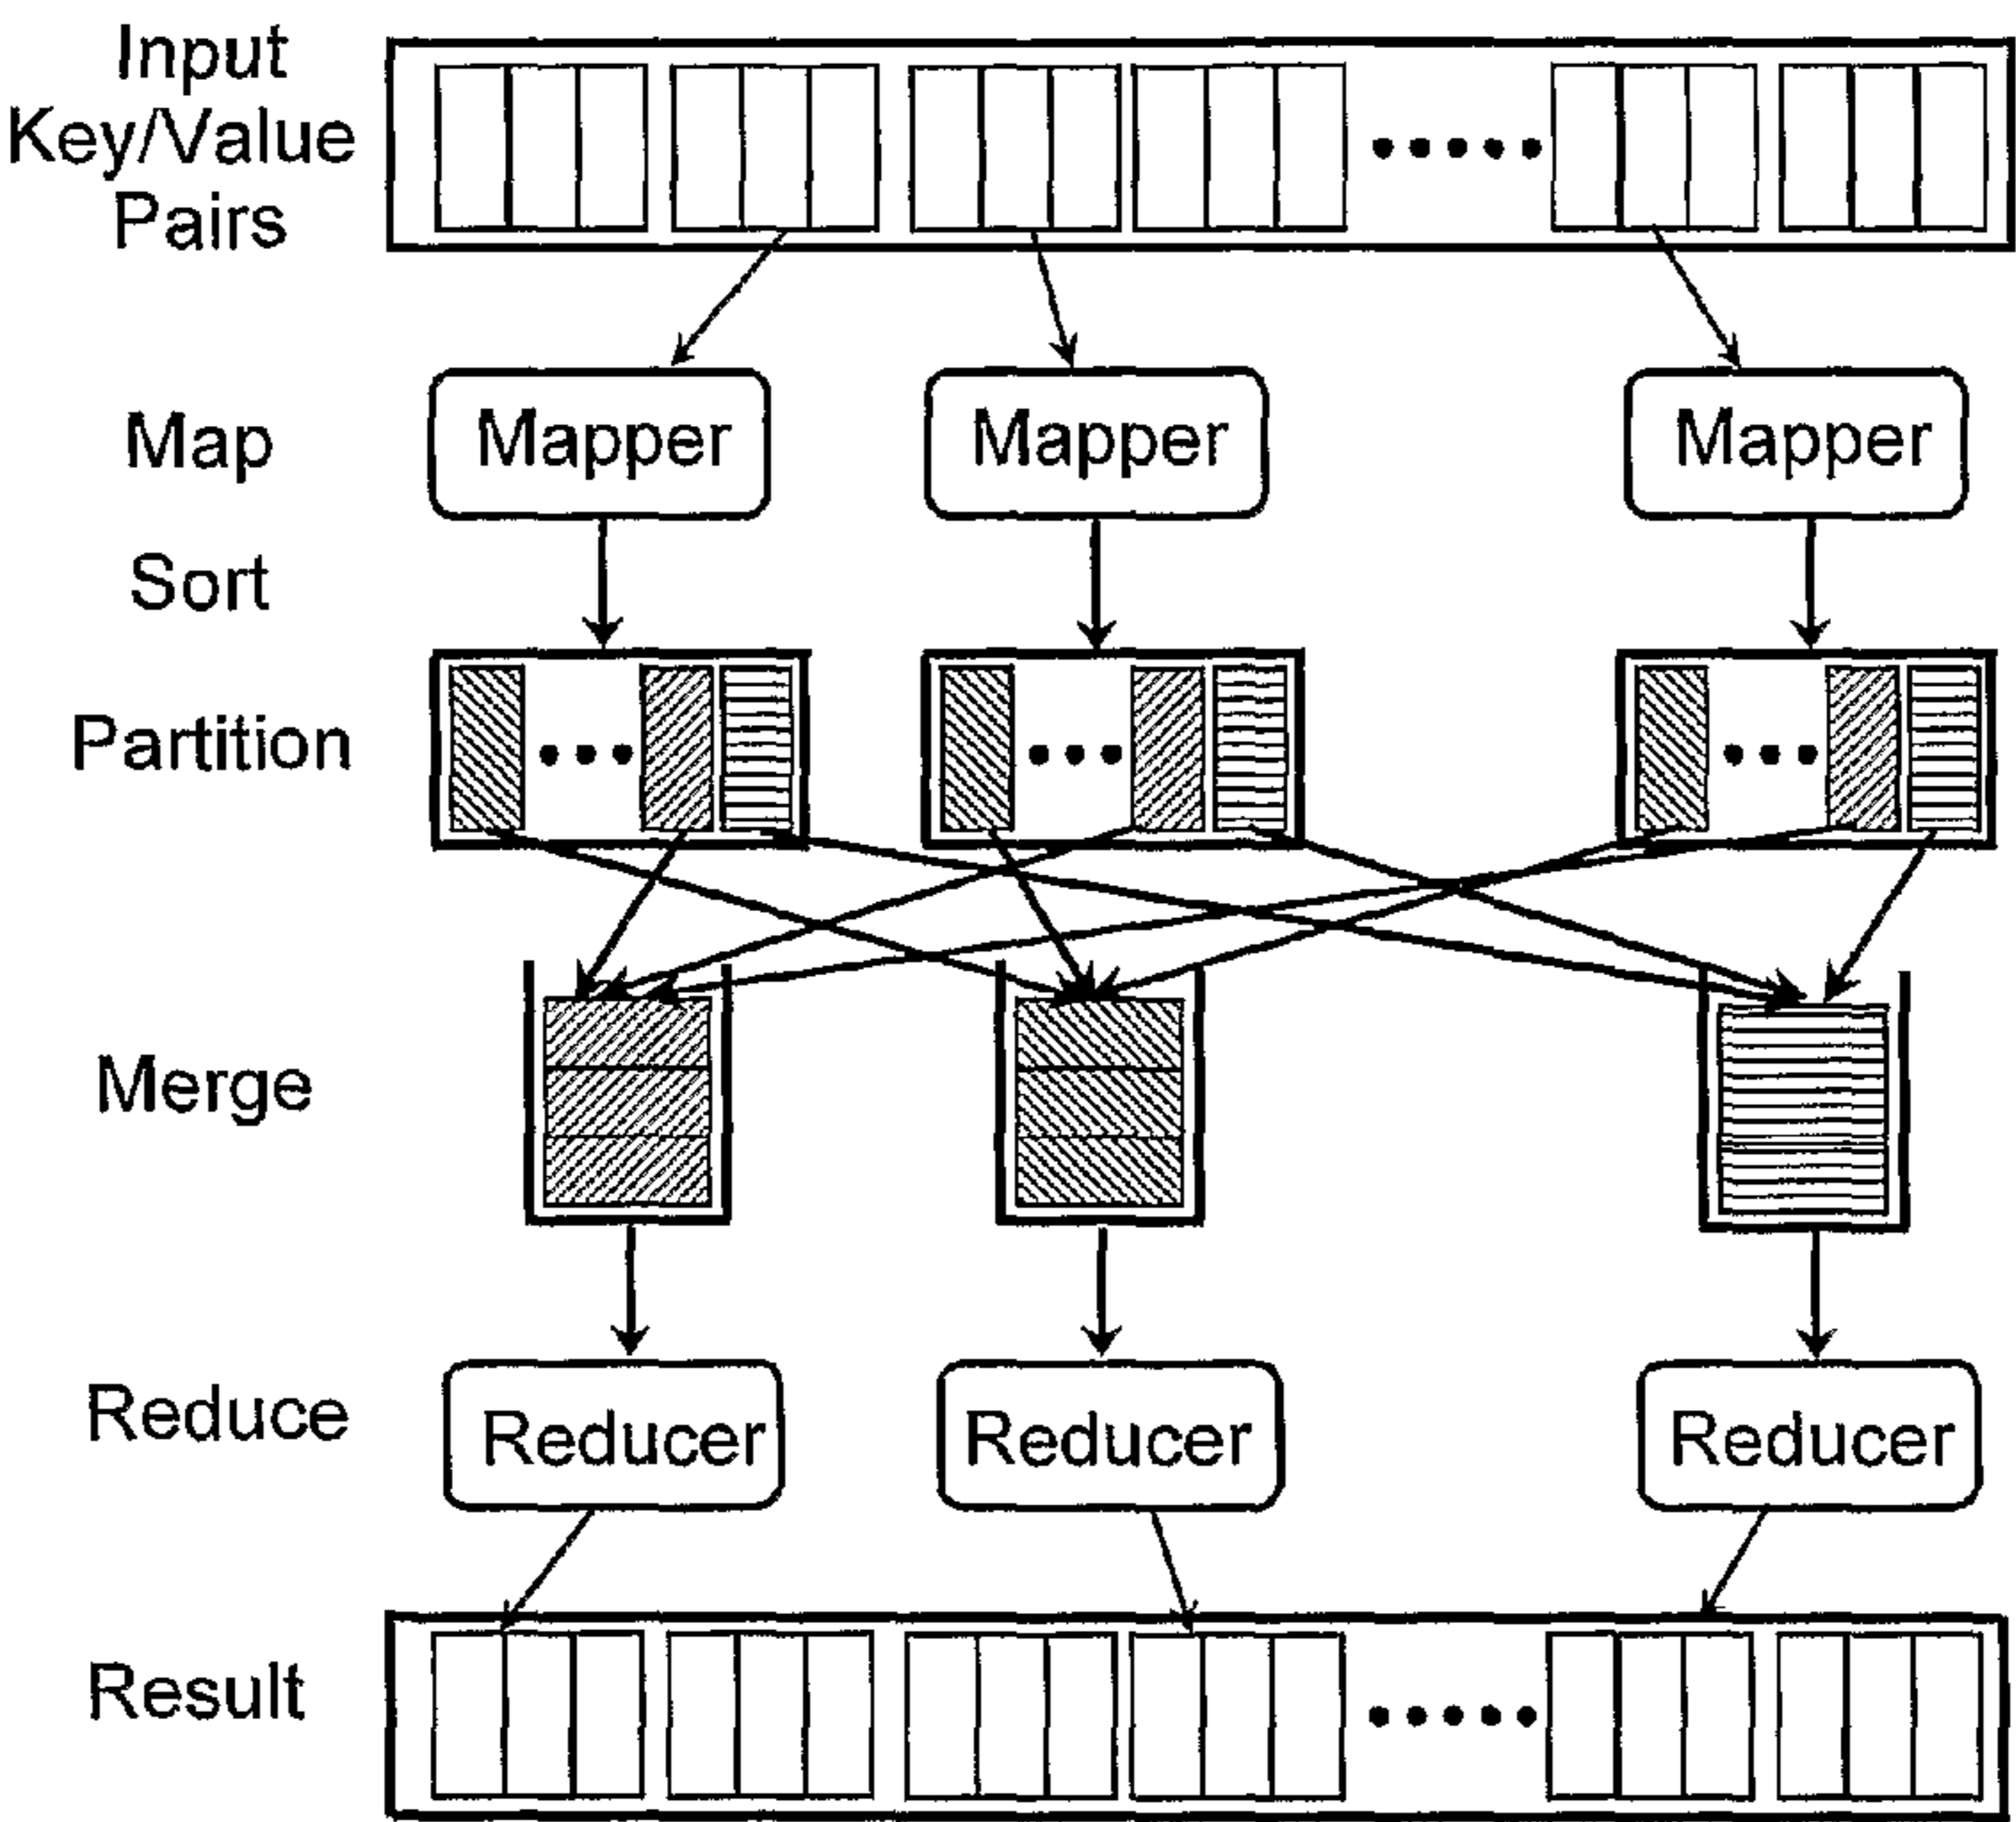 Input
Key/Value
Pairs
Map
Mapper Mapper Mapper
Sort
Partition
Merge
Reduce
Reducer Reducer Reducer
Result